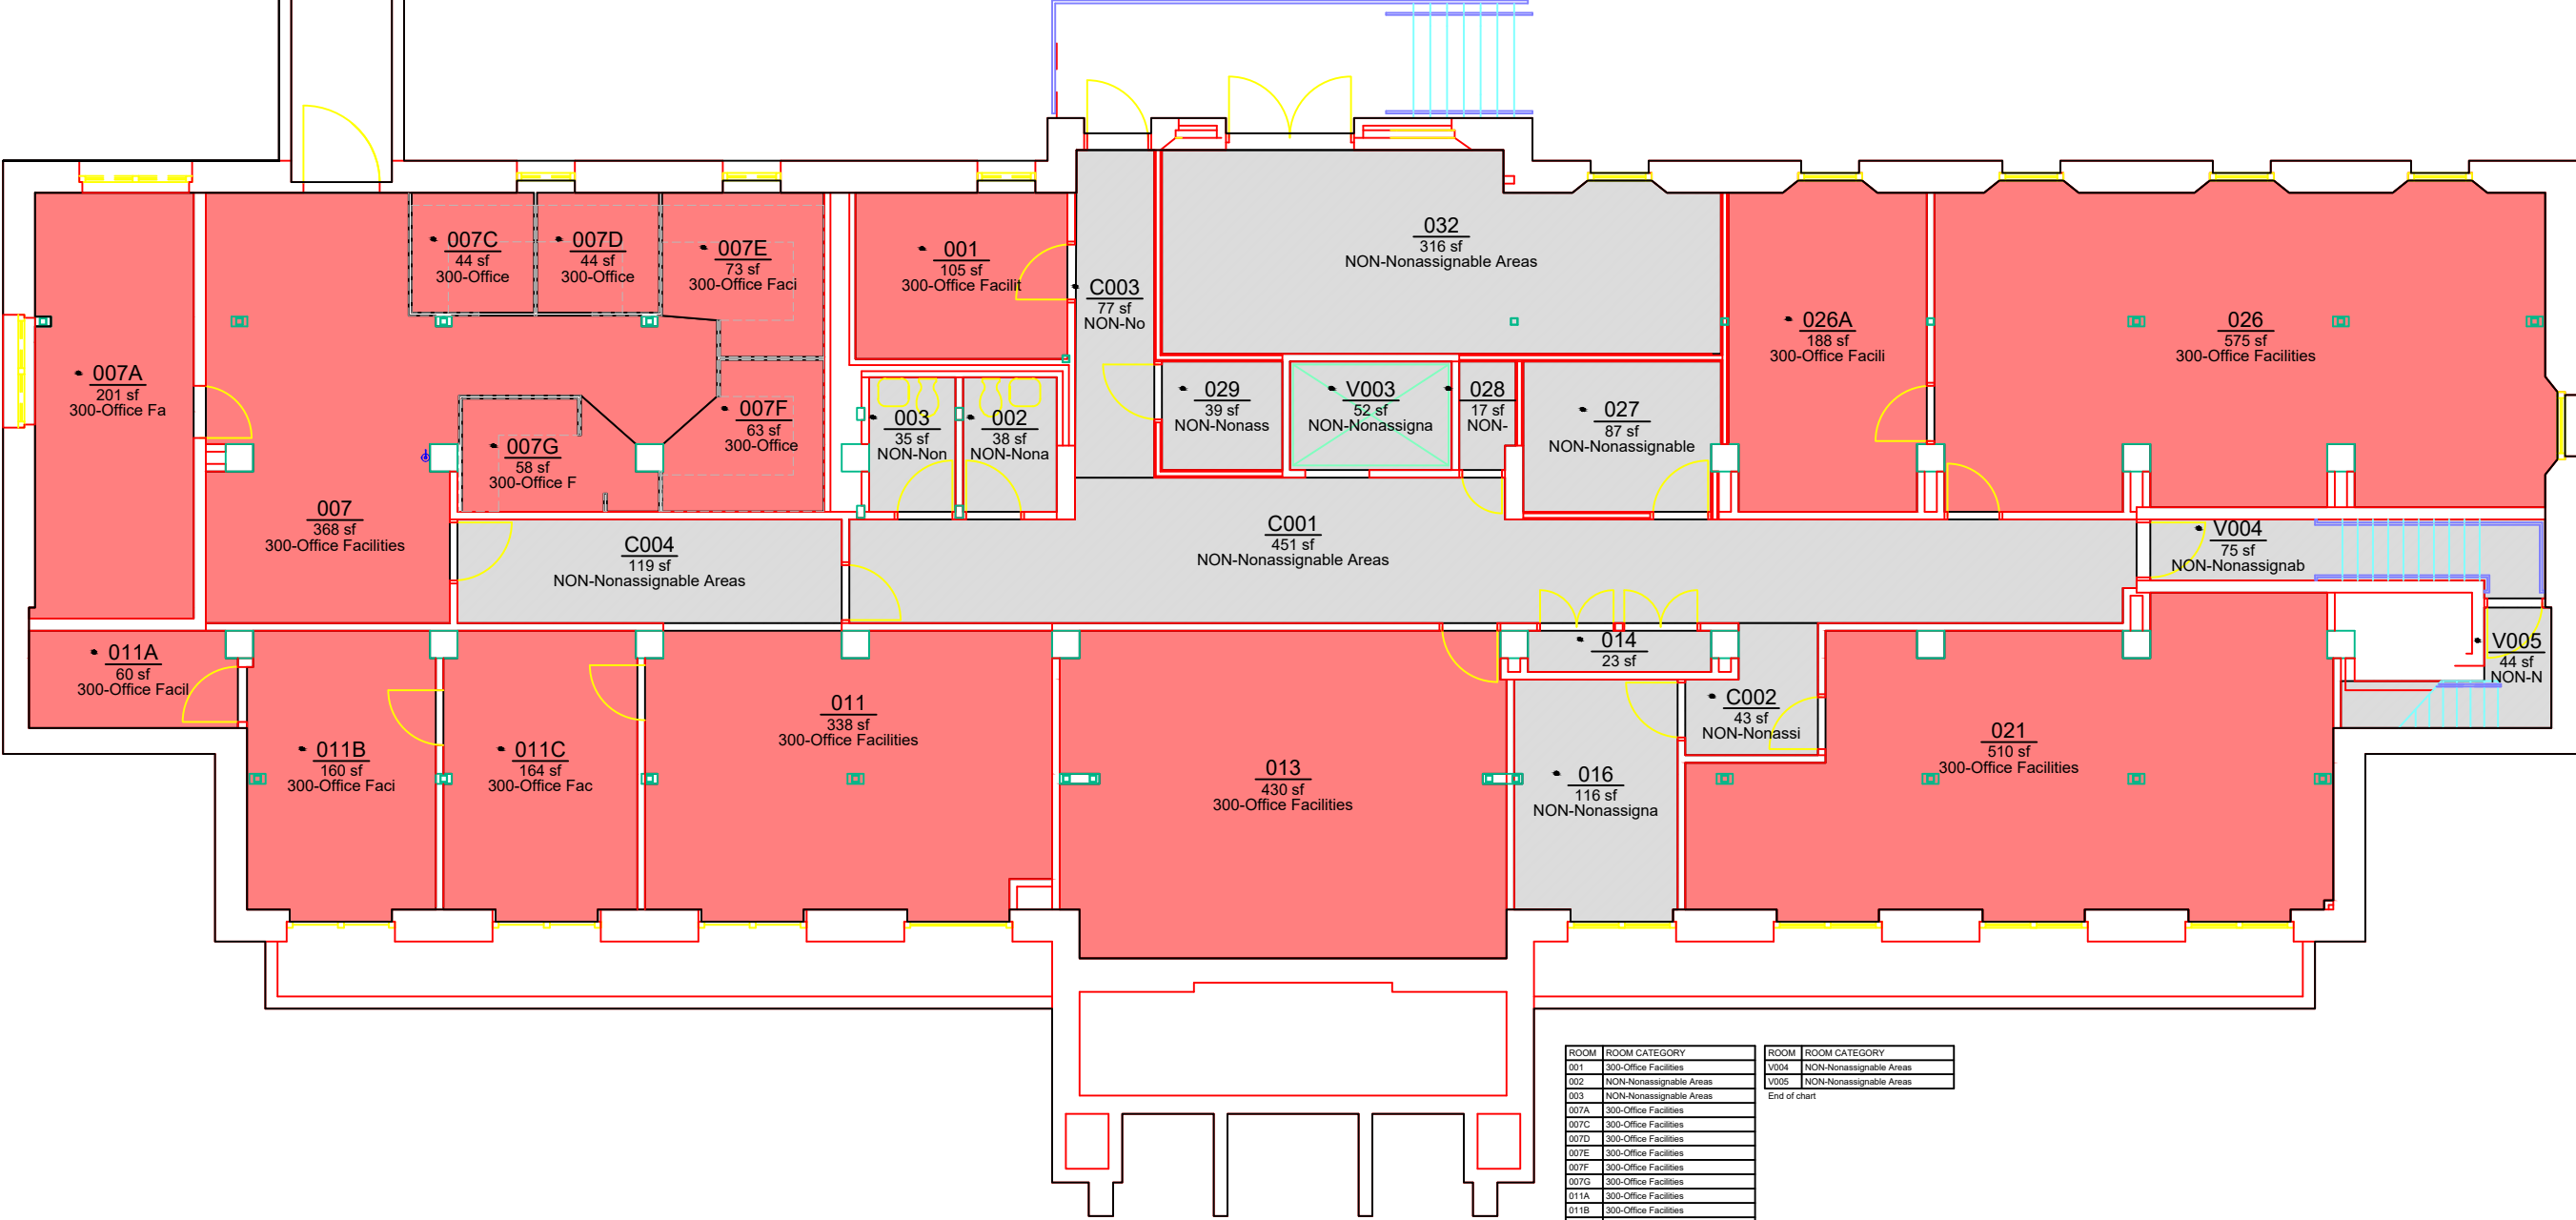 007C
44 sf
300-Office
007D
44 sf
300-Office
007E
73 sf
300-Office Faci
001
105 sf
300-Office Facilit
C003
77 sf
NON-No
032
316 sf
NON-Nonassignable Areas
026A
188 sf
300-Office Facili
026
575 sf
300-Office Facilities
007A
201 sf
300-Office Fa
007F
63 sf
300-Office
007G
58 sf
300-Office F
003
35 sf
NON-Non
002
38 sf
NON-Nona
029
39 sf
NON-Nonass
V003
52 sf
NON-Nonassigna
028
17 sf
NON-
027
87 sf
NON-Nonassignable
007
368 sf
300-Office Facilities
C004
119 sf
NON-Nonassignable Areas
C001
451 sf
NON-Nonassignable Areas
V004
75 sf
NON-Nonassignab
011A
60 sf
300-Office Facil
014
23 sf
V005
44 sf
NON-N
011B
160 sf
300-Office Faci
011C
164 sf
300-Office Fac
011
338 sf
300-Office Facilities
013
430 sf
300-Office Facilities
016
116 sf
NON-Nonassigna
C002
43 sf
NON-Nonassi
021
510 sf
300-Office Facilities
ROOM ROOM CATEGORY
001 300-Office Facilities
002 NON-Nonassignable Areas
003 NON-Nonassignable Areas
007A 300-Office Facilities
007C 300-Office Facilities
007D 300-Office Facilities
007E 300-Office Facilities
007F 300-Office Facilities
007G 300-Office Facilities
011A 300-Office Facilities
011B 300-Office Facilities
ROOM ROOM CATEGORY
V004 NON-Nonassignable Areas
V005 NON-Nonassignable Areas
End of chart